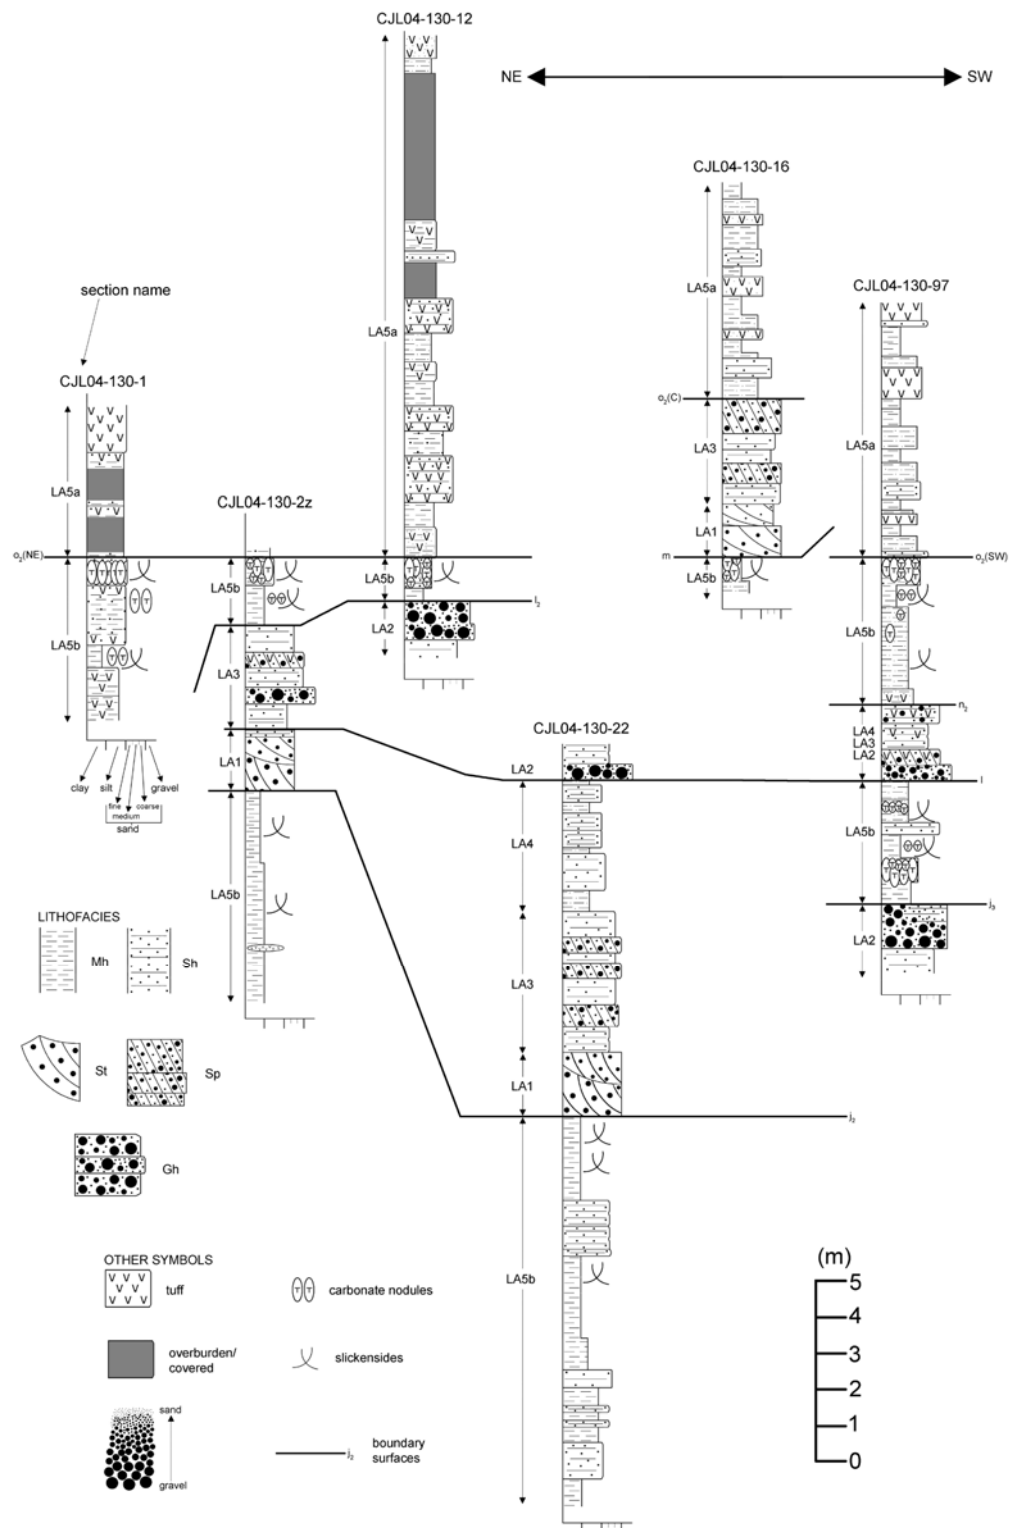 CJL04-130-12
NE
SW
CJL04-130-16
section name
CJL04-130-97
CJL04-130-1
CJL04-130-2z
LA5a
LA5a
LA5a
LA5a
o₂(C)
LA3
LA1
o₂(NE)
m
o₂(SW)
LA5b
LA5b
LA5b
LA5b
LA5b
l₂
LA2
LA3
n₂
LA4
LA3
LA2
CJL04-130-22
LA1
LA2
l
clay
silt
gravel
fine
coarse
medium
sand
LA5b
LA4
LA5b
j₃
LA2
LITHOFACIES
Mh
Sh
LA3
St
Sp
LA1
j₂
Gh
OTHER SYMBOLS
tuff
carbonate nodules
LA5b
(m)
5
4
3
2
1
0
overburden/
covered
slickensides
sand
gravel
j₂
boundary
surfaces